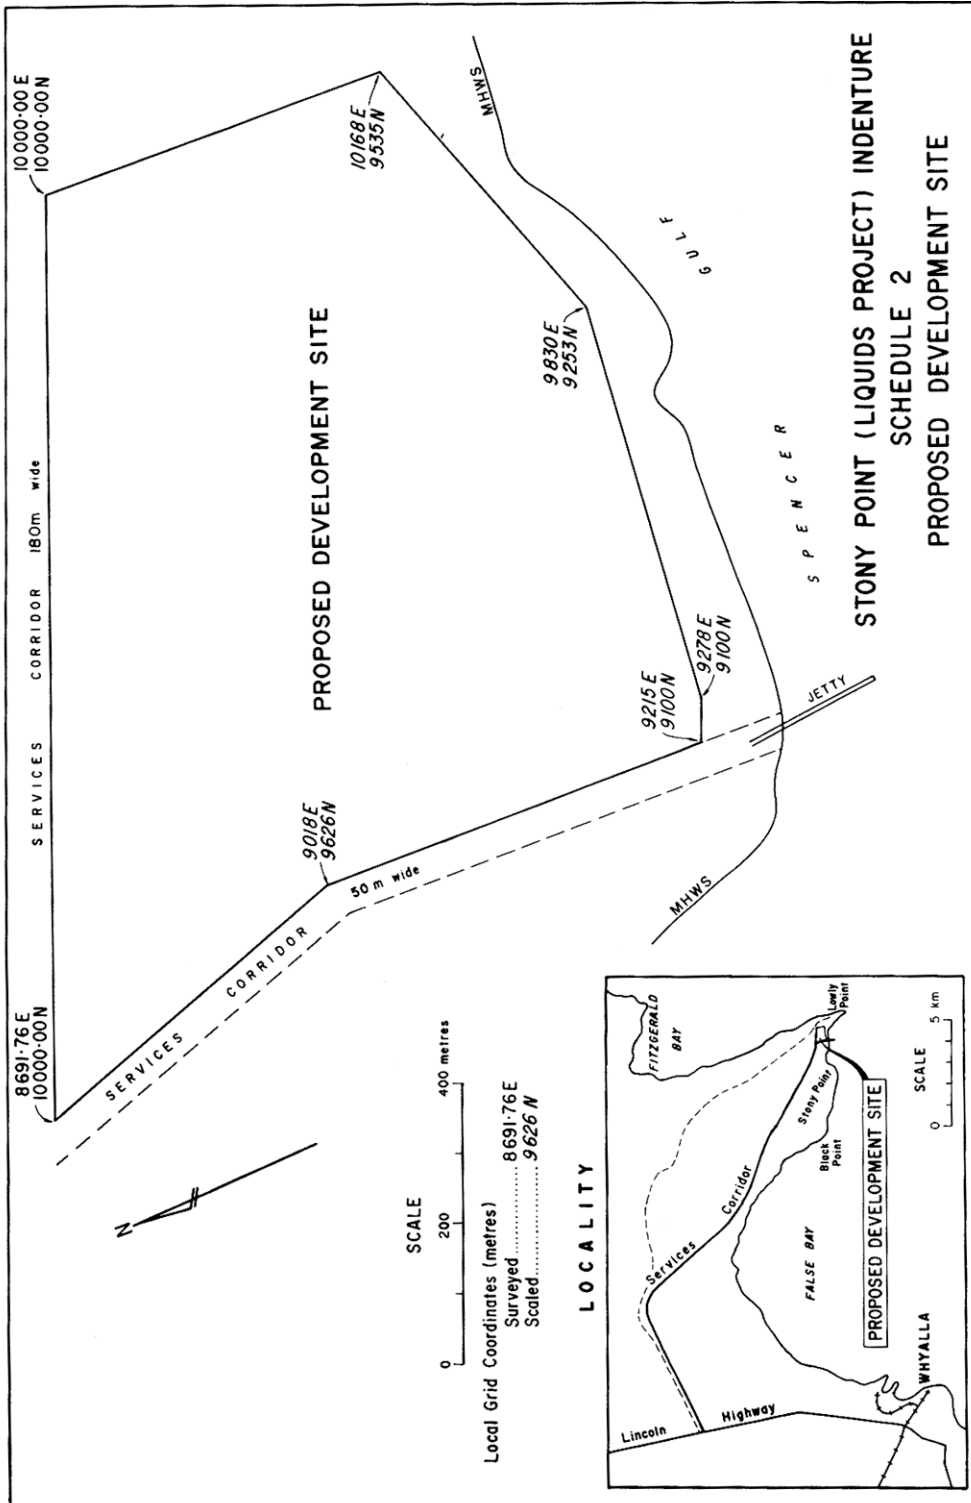 8691·76 E
10000·00 N
SERVICES CORRIDOR 180m wide
10000·00 E
10000·00 N
10168 E
9535 N
MHWS
PROPOSED DEVELOPMENT SITE
9830 E
9253 N
SPENCER GULF
9018 E
9626 N
SERVICES CORRIDOR
50 m wide
9215 E
9100 N
9278 E
9100 N
JETTY
MHWS
N
SCALE
0 200 400 metres
Local Grid Coordinates (metres)
Surveyed .......... 8691·76 E
Scaled .......... 9626 N
LOCALITY
Lincoln Highway
Services Corridor
FITZGERALD
BAY
Lowly
Point
Stony Point
Black
Point
FALSE BAY
WHYALLA
PROPOSED DEVELOPMENT SITE
SCALE
0 5 km
STONY POINT (LIQUIDS PROJECT) INDENTURE
SCHEDULE 2
PROPOSED DEVELOPMENT SITE